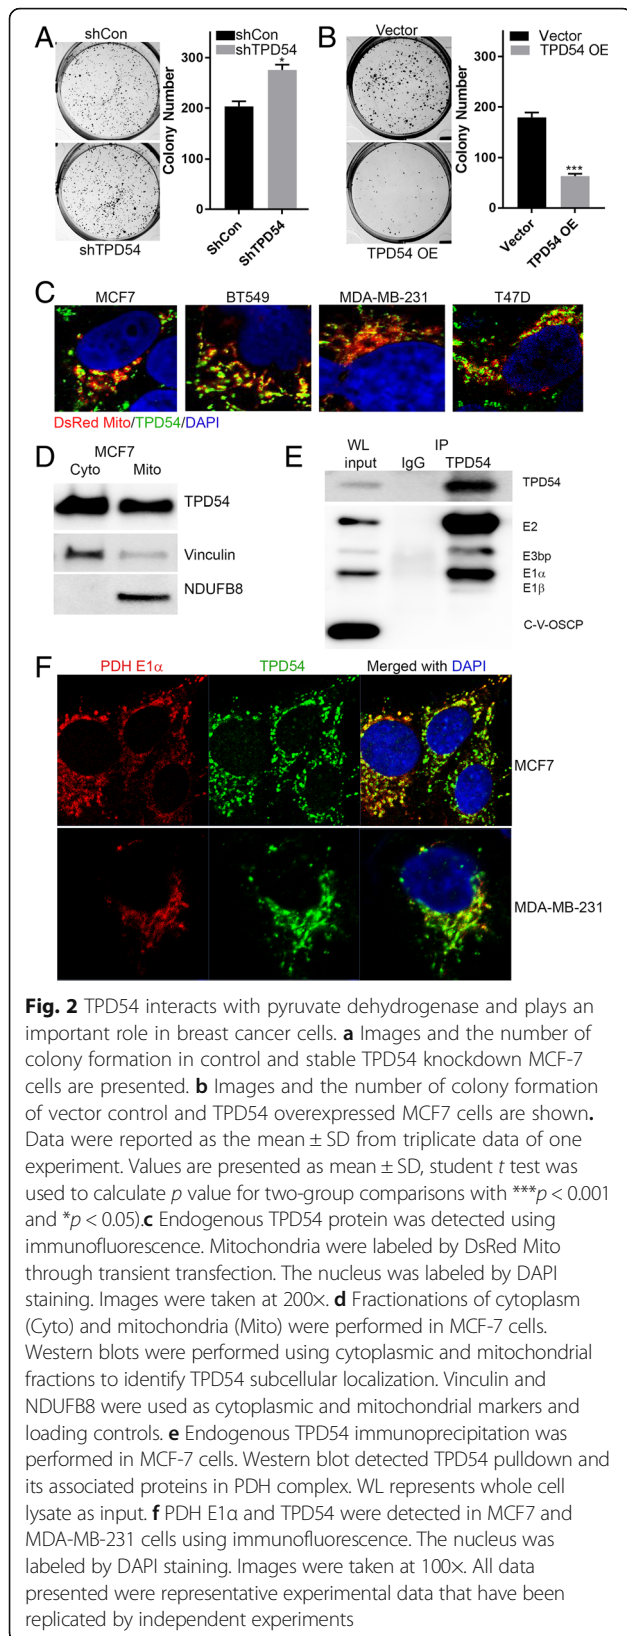 A
shCon
shTPD54
shCon
shTPD54
Colony Number
300
200
100
0
*
ShCon
ShTPD54
B
Vector
TPD54 OE
Vector
TPD54 OE
Colony Number
300
200
100
0
***
Vector
TPD54 OE
C
MCF7
BT549
MDA-MB-231
T47D
DsRed Mito/TPD54/DAPI
D
MCF7
Cyto Mito
TPD54
Vinculin
NDUFB8
E
WL IP
input IgG TPD54
TPD54
E2
E3bp
E1α
E1β
C-V-OSCP
F
PDH E1α
TPD54
Merged with DAPI
MCF7
MDA-MB-231
Fig. 2 TPD54 interacts with pyruvate dehydrogenase and plays an
important role in breast cancer cells. a Images and the number of
colony formation in control and stable TPD54 knockdown MCF-7
cells are presented. b Images and the number of colony formation
of vector control and TPD54 overexpressed MCF7 cells are shown.
Data were reported as the mean ± SD from triplicate data of one
experiment. Values are presented as mean ± SD, student t test was
used to calculate p value for two-group comparisons with ***p < 0.001
and *p < 0.05).c Endogenous TPD54 protein was detected using
immunofluorescence. Mitochondria were labeled by DsRed Mito
through transient transfection. The nucleus was labeled by DAPI
staining. Images were taken at 200×. d Fractionations of cytoplasm
(Cyto) and mitochondria (Mito) were performed in MCF-7 cells.
Western blots were performed using cytoplasmic and mitochondrial
fractions to identify TPD54 subcellular localization. Vinculin and
NDUFB8 were used as cytoplasmic and mitochondrial markers and
loading controls. e Endogenous TPD54 immunoprecipitation was
performed in MCF-7 cells. Western blot detected TPD54 pulldown and
its associated proteins in PDH complex. WL represents whole cell
lysate as input. f PDH E1α and TPD54 were detected in MCF7 and
MDA-MB-231 cells using immunofluorescence. The nucleus was
labeled by DAPI staining. Images were taken at 100×. All data
presented were representative experimental data that have been
replicated by independent experiments